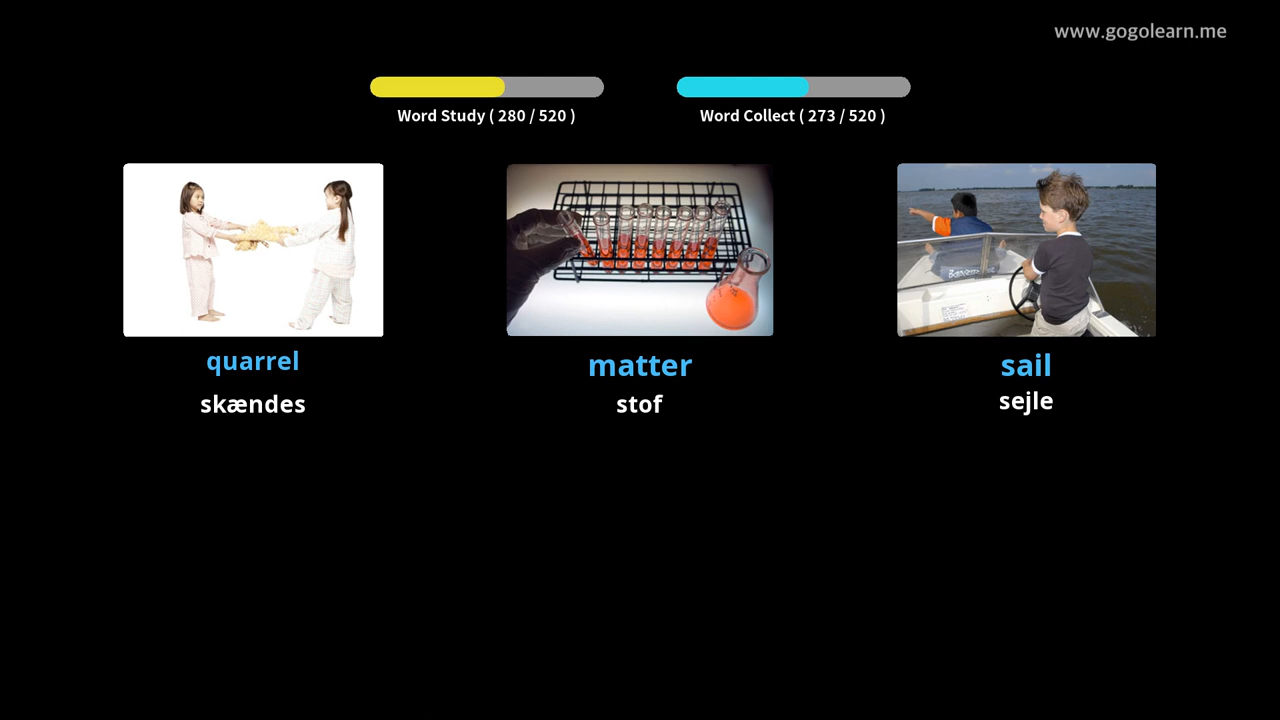 www.gogolearn.me
Word Study ( 280 / 520 )
Word Collect ( 273 / 520 )
quarrel
skændes
matter
stof
sail
sejle